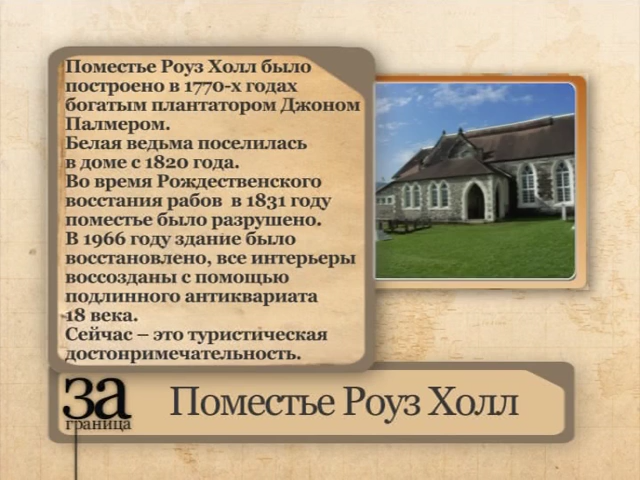 Поместье Роуз Холл было
построено в 1770-х годах
богатым плантатором Джоном
Палмером.
Белая ведьма поселилась
в доме с 1820 года.
Во время Рождественского
восстания рабов в 1831 году
поместье было разрушено.
В 1966 году здание было
восстановлено, все интерьеры
воссозданы с помощью
подлинного антиквариата
18 века.
Сейчас – это туристическая
достонримечательность.
за
граница
Поместье Роуз Холл